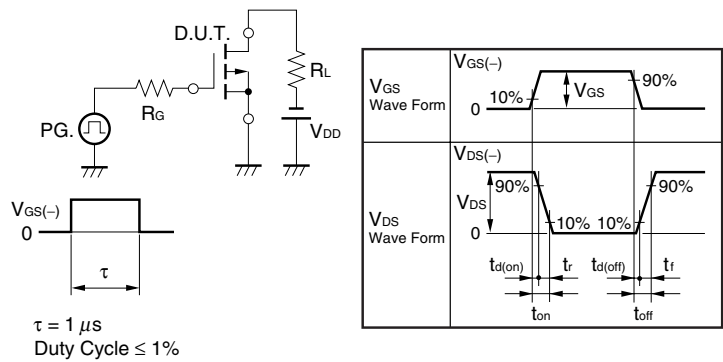 D.U.T.
RL
RG
PG.
VDD
VGS(−)
0
τ
τ = 1 μs
Duty Cycle ≤ 1%
VGS
Wave Form
VGS(−)
10%
VGS
90%
0
VDS
Wave Form
VDS(−)
90%
VDS
10%
10%
90%
0
td(on)
tr
td(off)
tf
ton
toff